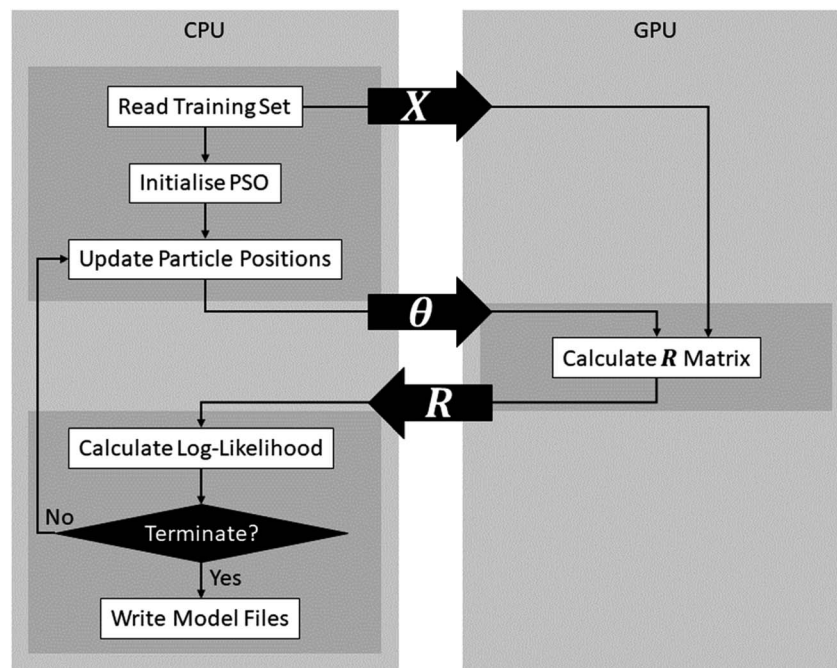 CPU
GPU
Read Training Set
X
Initialise PSO
Update Particle Positions
θ
Calculate R Matrix
R
Calculate Log-Likelihood
No
Terminate?
Yes
Write Model Files